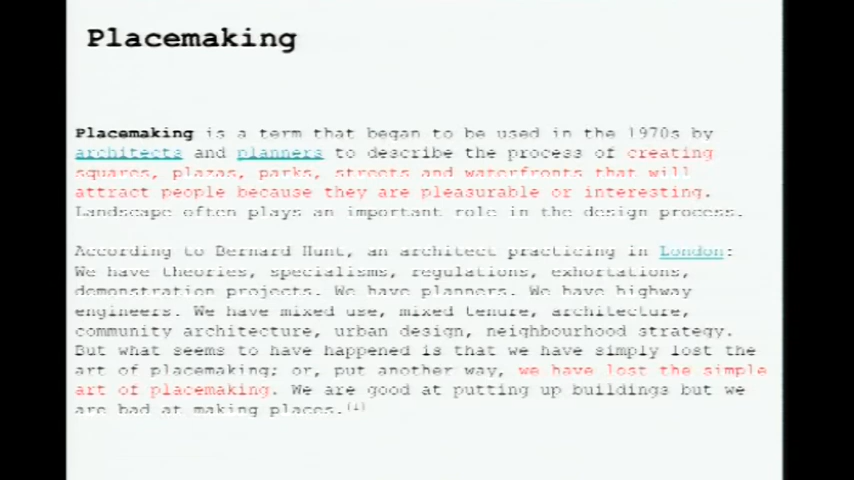 Placemaking
Placemaking is a term that began to be used in the 1970s by
architects and planners to describe the process of creating
squares, plazas, parks, streets and waterfronts that will
attract people because they are pleasurable or interesting.
Landscape often plays an important role in the design process.
According to Bernard Hunt, an architect practicing in London:
We have theories, specialisms, regulations, exhortations,
demonstration projects. We have planners. We have highway
engineers. We have mixed use, mixed tenure, architecture,
community architecture, urban design, neighbourhood strategy.
But what seems to have happened is that we have simply lost the
art of placemaking; or, put another way, we have lost the simple
art of placemaking. We are good at putting up buildings but we
are bad at making places.